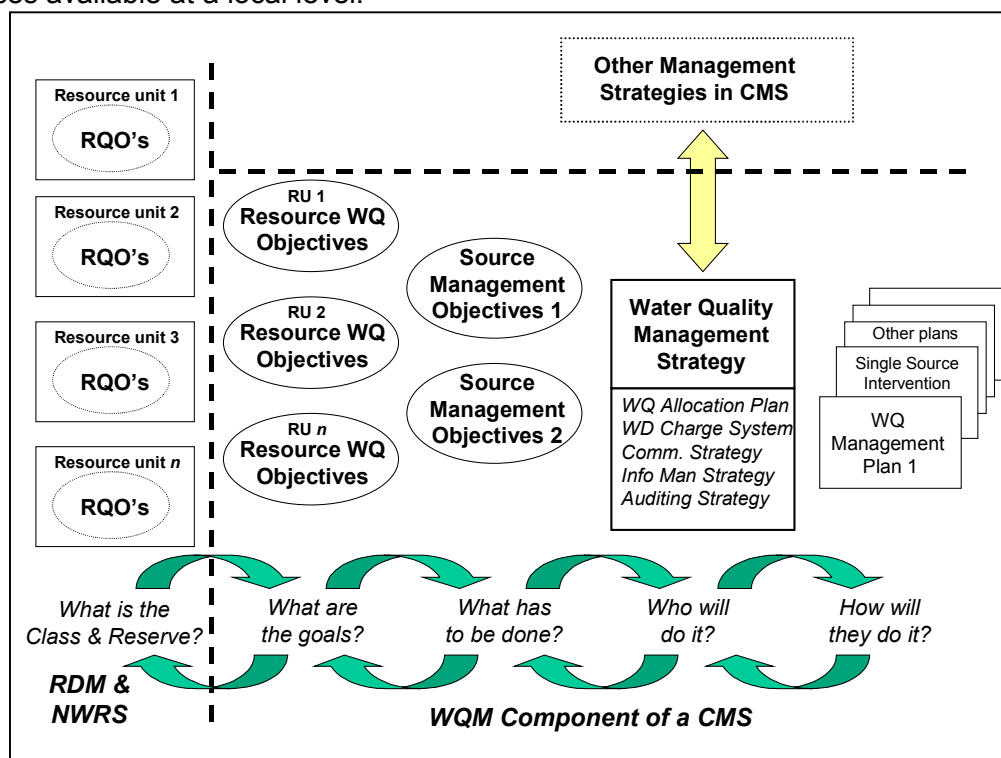 available at a local level.
Other Management
Strategies in CMS
Resource unit 1
RQO's
Resource unit 2
RQO's
Resource unit 3
RQO's
Resource unit n
RQO's
RU 1
Resource WQ
Objectives
RU 2
Resource WQ
Objectives
RU n
Resource WQ
Objectives
Source
Management
Objectives 1
Source
Management
Objectives 2
Water Quality
Management
Strategy
WQ Allocation Plan
WD Charge System
Comm. Strategy
Info Man Strategy
Auditing Strategy
Other plans
Single Source
Intervention
WQ
Management
Plan 1
What is the
Class & Reserve?
What are
the goals?
What has
to be done?
Who will
do it?
How will
they do it?
RDM &
NWRS
WQM Component of a CMS